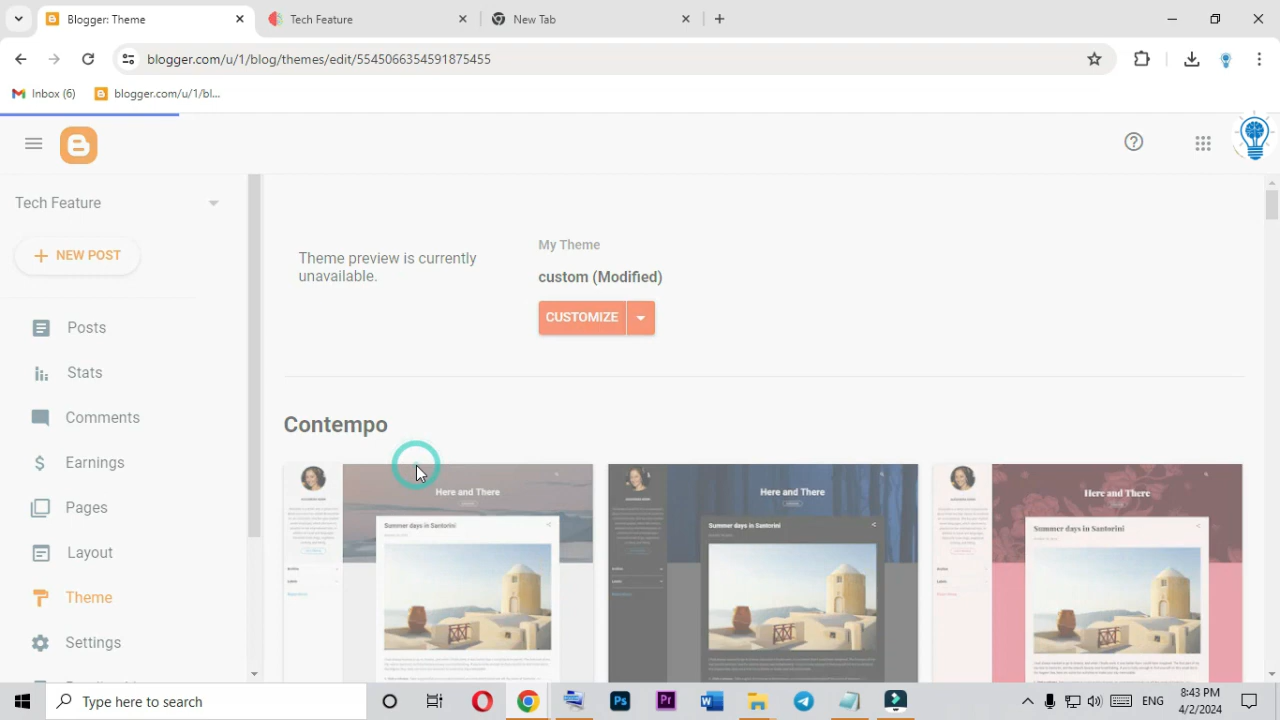 Blogger: Theme
Tech Feature
New Tab
blogger.com/u/1/blog/themes/edit/5545066354591875455
Inbox (6)
blogger.com/u/1/bl...
Tech Feature
NEW POST
Posts
Stats
Comments
Earnings
Pages
Layout
Theme
Settings
Theme preview is currently
unavailable.
My Theme
custom (Modified)
CUSTOMIZE
Contempo
Here and There
Summer days in Santorini
Here and There
Summer days in Santorini
Here and There
Summer days in Santorini
Type here to search
ENG
8:43 PM
4/2/2024